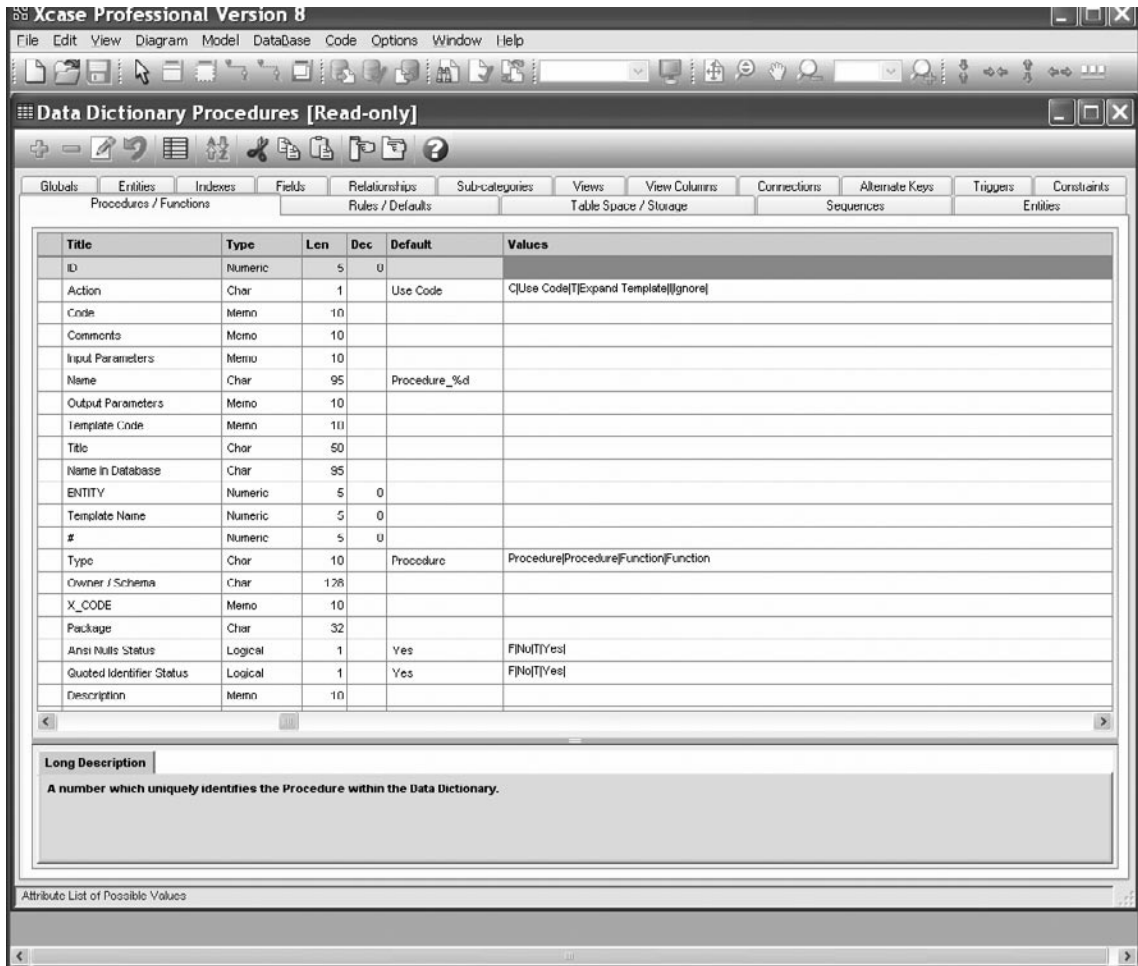 Xcase Professional Version 8
File Edit View Diagram Model DataBase Code Options Window Help
Data Dictionary Procedures [Read-only]
Globals Entities Indexes Fields Relationships Sub-categories Views View Columns Connections Alternate Keys Triggers Constraints
Procedures / Functions Rules / Defaults Table Space / Storage Sequences Entities
Title Type Len Dec Default Values
ID Numeric 5 0
Action Char 1 Use Code C|Use Code|T|Expand Template|I|Ignore|
Code Memo 10
Comments Memo 10
Input Parameters Memo 10
Name Char 95 Procedure_%d
Output Parameters Memo 10
Template Code Memo 10
Title Char 50
Name in Database Char 95
ENTITY Numeric 5 0
Template Name Numeric 5 0
# Numeric 5 0
Type Char 10 Procedure Procedure|Procedure|Function|Function
Owner / Schema Char 128
X_CODE Memo 10
Package Char 32
Ansi Nulls Status Logical 1 Yes F|No|T|Yes|
Quoted Identifier Status Logical 1 Yes F|No|T|Yes|
Description Memo 10
Long Description
A number which uniquely identifies the Procedure within the Data Dictionary.
Attribute List of Possible Values